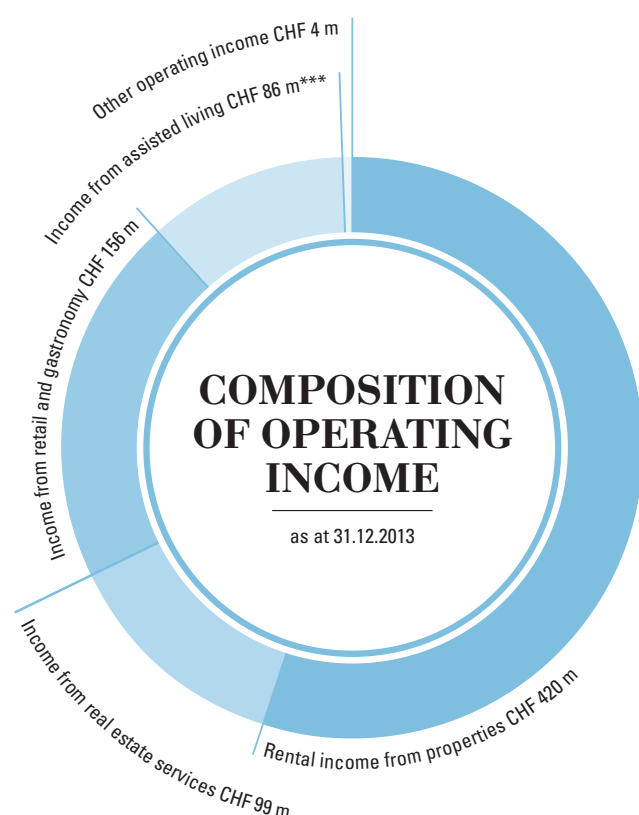 Other operating income CHF 4 m
Income from assisted living CHF 86 m***
Income from retail and gastronomy CHF 156 m
COMPOSITION
OF OPERATING
INCOME
as at 31.12.2013
Income from real estate services CHF 99 m
Rental income from properties CHF 420 m